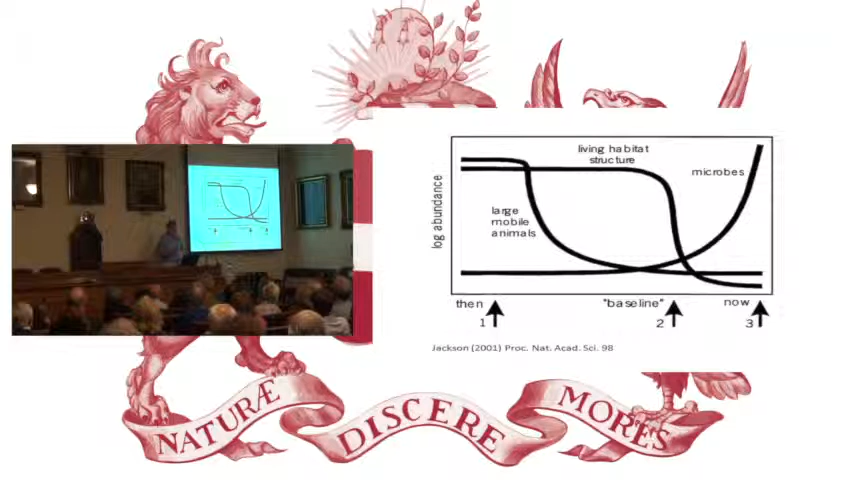 living habitat
structure
microbes
large
mobile
animals
log abundance
then
"baseline"
now
1
2
3
Jackson (2001) Proc. Nat. Acad. Sci. 98
NATURÆ
DISCERE
MORES